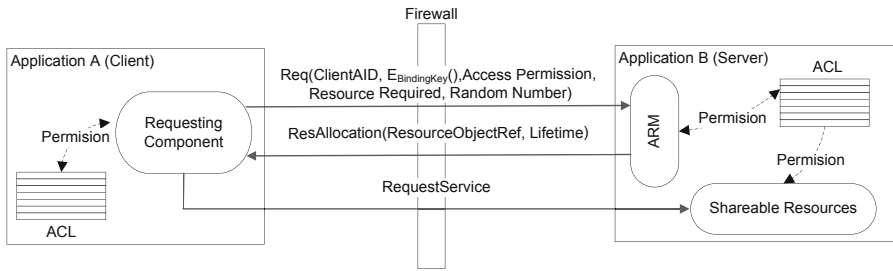 Firewall
Application A (Client)
Application B (Server)
Req(ClientAID, EBindingKey(),Access Permission,
Resource Required, Random Number)
ACL
Permission
Permision
Requesting
Component
ARM
ResAllocation(ResourceObjectRef, Lifetime)
Permision
RequestService
Shareable Resources
ACL